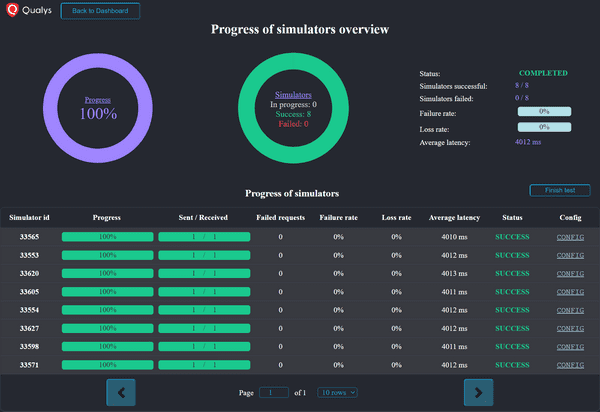 Qualys
Back to Dashboard
Progress of simulators overview
Progress
100%
Simulators
In progress: 0
Success: 8
Failed: 0
Status: COMPLETED
Simulators successful: 8 / 8
Simulators failed: 0 / 8
Failure rate: 0%
Loss rate: 0%
Average latency: 4012 ms
Progress of simulators
Finish test
Simulator id Progress Sent / Received Failed requests Failure rate Loss rate Average latency Status Config
33565 100% 1 / 1 0 0% 0% 4010 ms SUCCESS CONFIG
33553 100% 1 / 1 0 0% 0% 4012 ms SUCCESS CONFIG
33620 100% 1 / 1 0 0% 0% 4013 ms SUCCESS CONFIG
33605 100% 1 / 1 0 0% 0% 4011 ms SUCCESS CONFIG
33554 100% 1 / 1 0 0% 0% 4012 ms SUCCESS CONFIG
33627 100% 1 / 1 0 0% 0% 4012 ms SUCCESS CONFIG
33598 100% 1 / 1 0 0% 0% 4011 ms SUCCESS CONFIG
33571 100% 1 / 1 0 0% 0% 4012 ms SUCCESS CONFIG
Page 1 of 1 10 rows